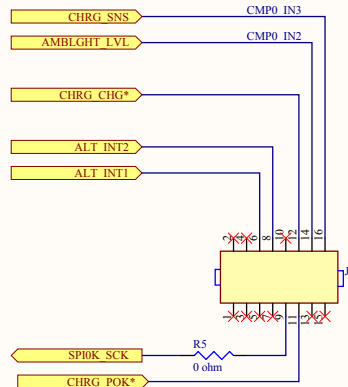 CHRG_SNS CMP0_IN3
AMBLGHT_LVL CMP0_IN2
CHRG_CHG*
ALT_INT2
ALT_INT1
2 4 6 8 10 12 14 16
J
1 3 5 7 9 11 13 15
R5
SPI0K_SCK
0 ohm
CHRG_POK*